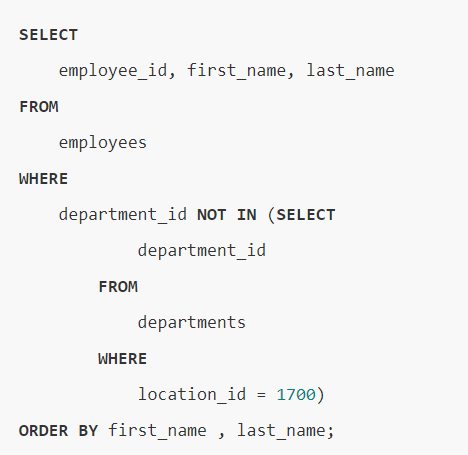 SELECT
    employee_id, first_name, last_name
FROM
    employees
WHERE
    department_id NOT IN (SELECT
            department_id
        FROM
            departments
        WHERE
            location_id = 1700)
ORDER BY first_name , last_name;